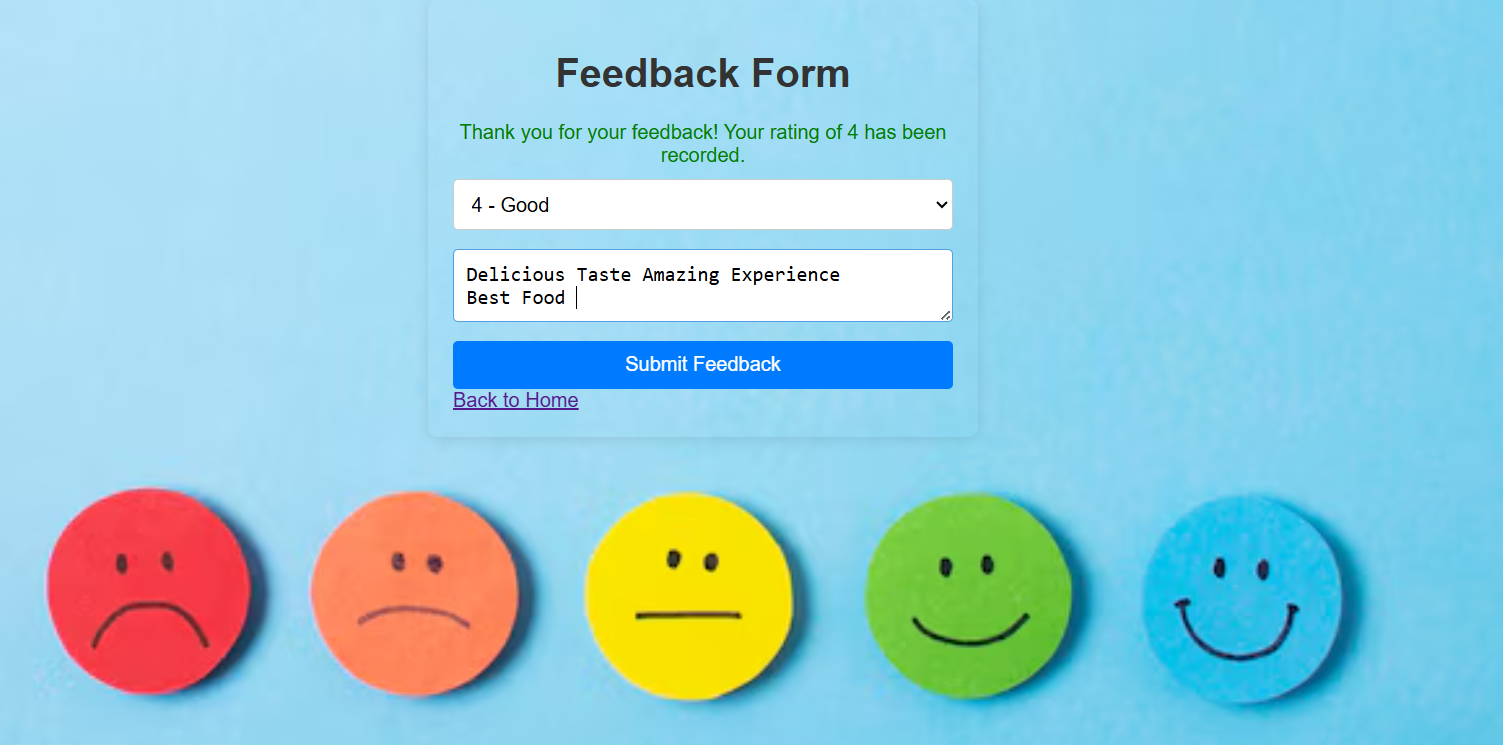 Feedback Form
Thank you for your feedback! Your rating of 4 has been
recorded.
4 - Good
Delicious Taste Amazing Experience
Best Food
Submit Feedback
Back to Home